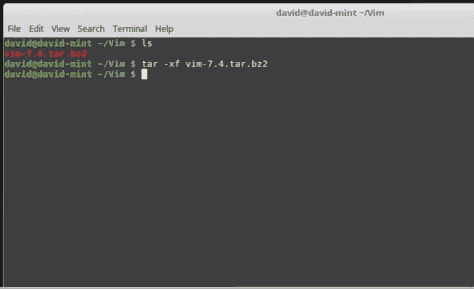 david@david-mint ~/Vim
File Edit View Search Terminal Help
david@david-mint ~/Vim $ ls
vim-7.4.tar.bz2
david@david-mint ~/Vim $ tar -xf vim-7.4.tar.bz2
david@david-mint ~/Vim $